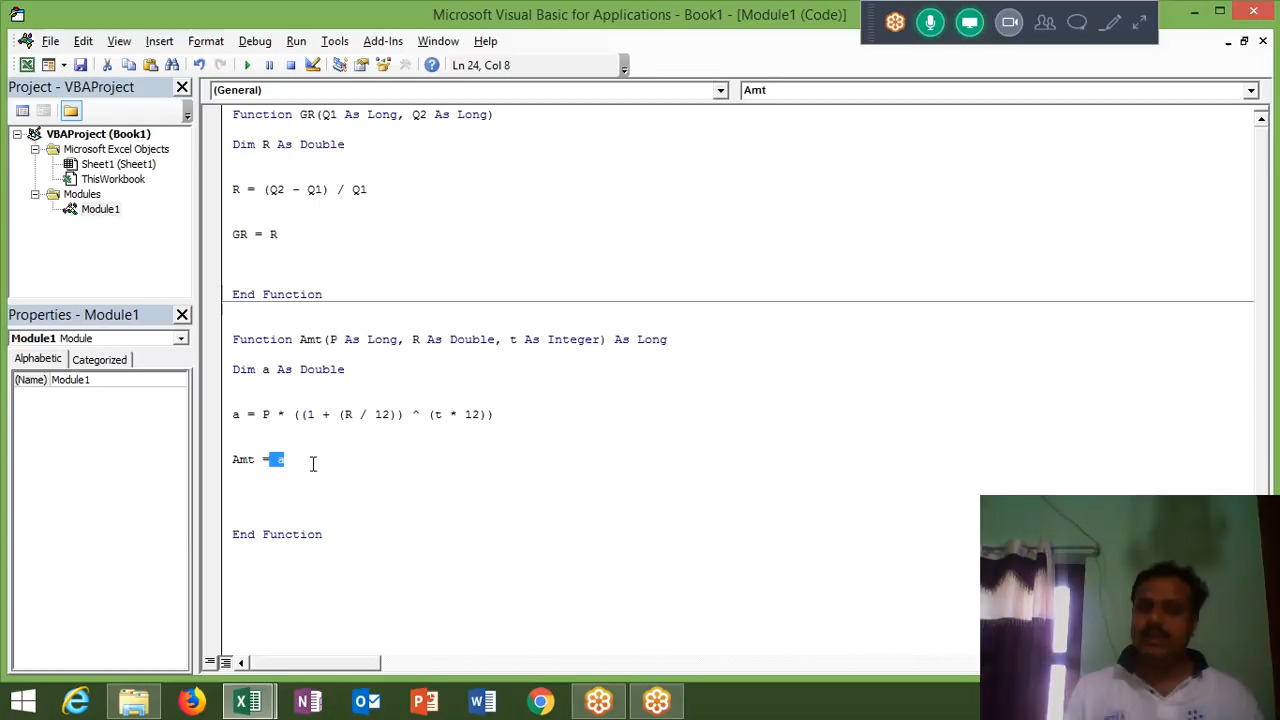 Microsoft Visual Basic for Applications - Book1 - [Module1 (Code)]
File Edit View Insert Format Debug Run Tools Add-Ins Window Help
Ln 24, Col 8
Project - VBAProject
(General)
Amt
VBAProject (Book1)
Microsoft Excel Objects
Sheet1 (Sheet1)
ThisWorkbook
Modules
Module1
Properties - Module1
Module1 Module
Alphabetic Categorized
(Name) Module1
Function GR(Q1 As Long, Q2 As Long)
Dim R As Double
R = (Q2 - Q1) / Q1
GR = R
End Function
Function Amt(P As Long, R As Double, t As Integer) As Long
Dim a As Double
a = P * ((1 + (R / 12)) ^ (t * 12))
Amt = a
End Function